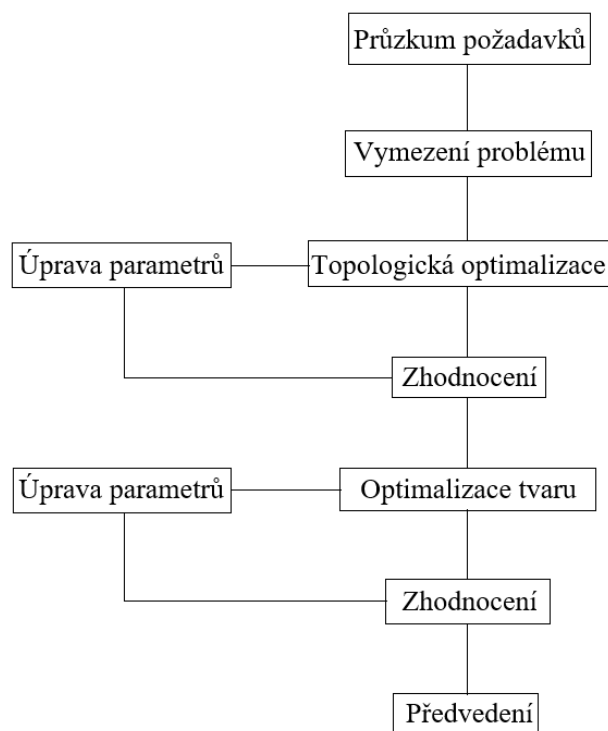 Průzkum požadavků
Vymezení problému
Úprava parametrů
Topologická optimalizace
Zhodnocení
Úprava parametrů
Optimalizace tvaru
Zhodnocení
Předvedení